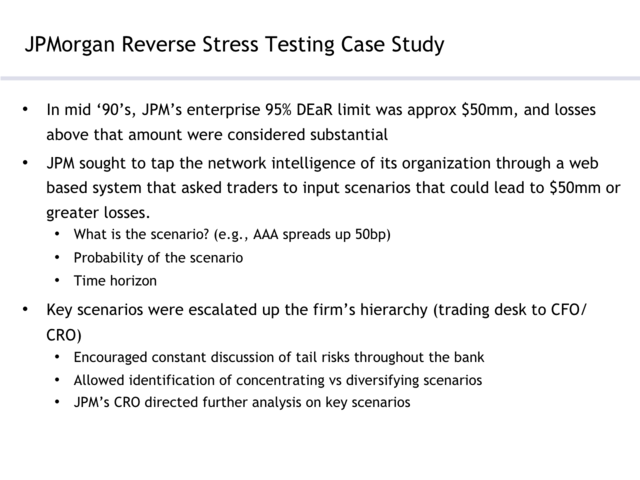 JPMorgan Reverse Stress Testing Case Study
• In mid ‘90’s, JPM’s enterprise 95% DEaR limit was approx $50mm, and losses
above that amount were considered substantial
• JPM sought to tap the network intelligence of its organization through a web
based system that asked traders to input scenarios that could lead to $50mm or
greater losses.
• What is the scenario? (e.g., AAA spreads up 50bp)
• Probability of the scenario
• Time horizon
• Key scenarios were escalated up the firm’s hierarchy (trading desk to CFO/
CRO)
• Encouraged constant discussion of tail risks throughout the bank
• Allowed identification of concentrating vs diversifying scenarios
• JPM’s CRO directed further analysis on key scenarios